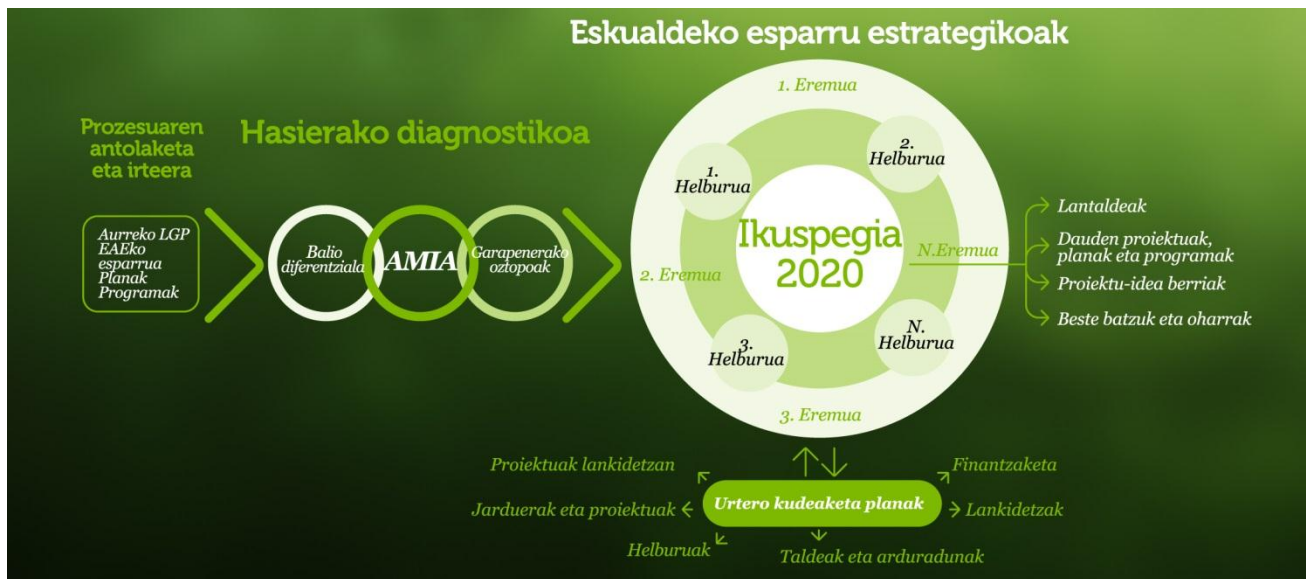 Eskualdeko esparru estrategikoak
Prozesuaren
antolaketa
eta irteera
Aurreko LGP
EAEko
esparrua
Planak
Programak
Hasierako diagnostikoa
Balio
diferentziala
AMIA
Garapenerako
oztopoak
1. Eremua
1.
Helburua
2.
Helburua
Ikuspegia
2020
2. Eremua
N.Eremua
3.
Helburua
N.
Helburua
3. Eremua
Lantaldeak
Dauden proiektuak,
planak eta programak
Proiektu-idea berriak
Beste batzuk eta oharrak
Proiektuak lankidetzan
Finantzaketa
Jarduerak eta proiektuak
Urtero kudeaketa planak
Lankidetzak
Helburuak
Taldeak eta arduradunak